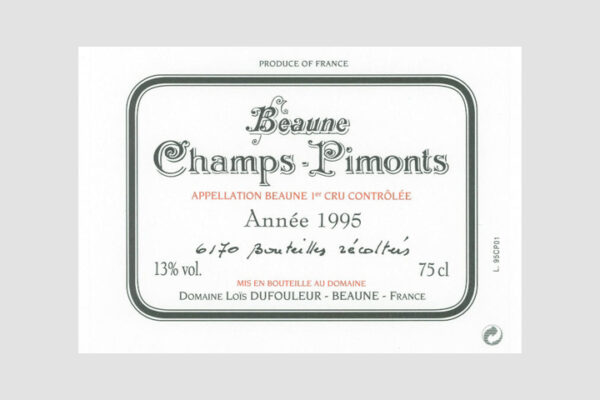 PRODUCE OF FRANCE
Beaune
Champs-Pimonts
APPELLATION BEAUNE 1er CRU CONTRÔLÉE
Année 1995
6170 Bouteilles récoltées
13% vol.
75 cl
MIS EN BOUTEILLE AU DOMAINE
DOMAINE LOÏS DUFOULEUR - BEAUNE - FRANCE
L. 95CP01